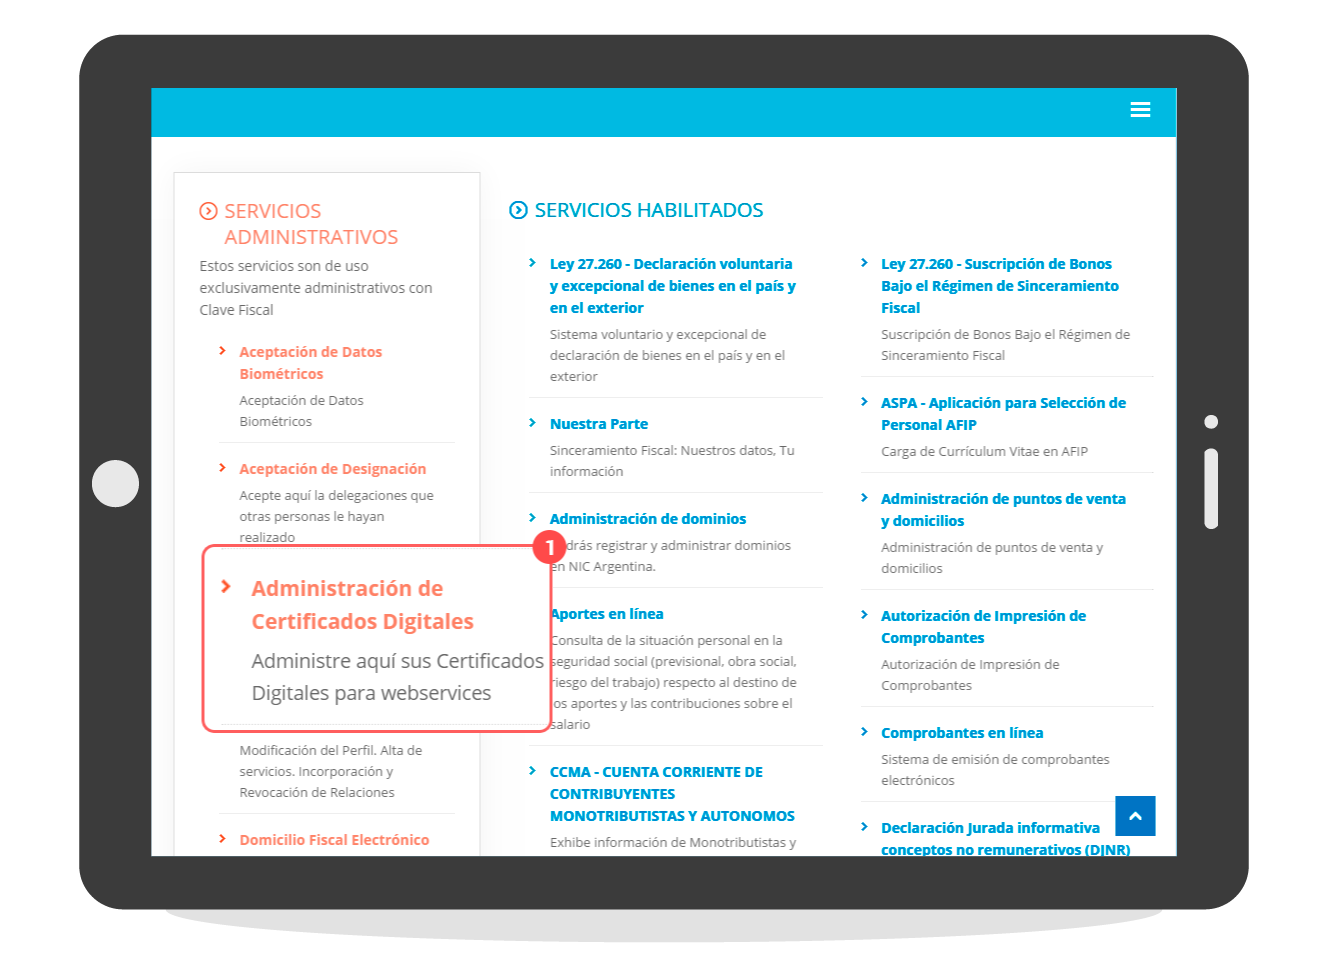 SERVICIOS
ADMINISTRATIVOS
Estos servicios son de uso
exclusivamente administrativos con
Clave Fiscal
Aceptación de Datos
Biométricos
Aceptación de Datos
Biométricos
Aceptación de Designación
Acepte aquí la delegaciones que
otras personas le hayan
realizado
1
Administración de
Certificados Digitales
Administre aquí sus Certificados
Digitales para webservices
Modificación del Perfil. Alta de
servicios. Incorporación y
Revocación de Relaciones
Domicilio Fiscal Electrónico
SERVICIOS HABILITADOS
Ley 27.260 - Declaración voluntaria
y excepcional de bienes en el país y
en el exterior
Sistema voluntario y excepcional de
declaración de bienes en el país y en el
exterior
Nuestra Parte
Sinceramiento Fiscal: Nuestros datos, Tu
información
Administración de dominios
drás registrar y administrar dominios
en NIC Argentina.
Aportes en línea
Consulta de la situación personal en la
seguridad social (previsional, obra social,
riesgo del trabajo) respecto al destino de
los aportes y las contribuciones sobre el
salario
CCMA - CUENTA CORRIENTE DE
CONTRIBUYENTES
MONOTRIBUTISTAS Y AUTONOMOS
Exhibe información de Monotributistas y
Ley 27.260 - Suscripción de Bonos
Bajo el Régimen de Sinceramiento
Fiscal
Suscripción de Bonos Bajo el Régimen de
Sinceramiento Fiscal
ASPA - Aplicación para Selección de
Personal AFIP
Carga de Currículum Vitae en AFIP
Administración de puntos de venta
y domicilios
Administración de puntos de venta y
domicilios
Autorización de Impresión de
Comprobantes
Autorización de Impresión de
Comprobantes
Comprobantes en línea
Sistema de emisión de comprobantes
electrónicos
Declaración Jurada informativa
conceptos no remunerativos (DJNR)